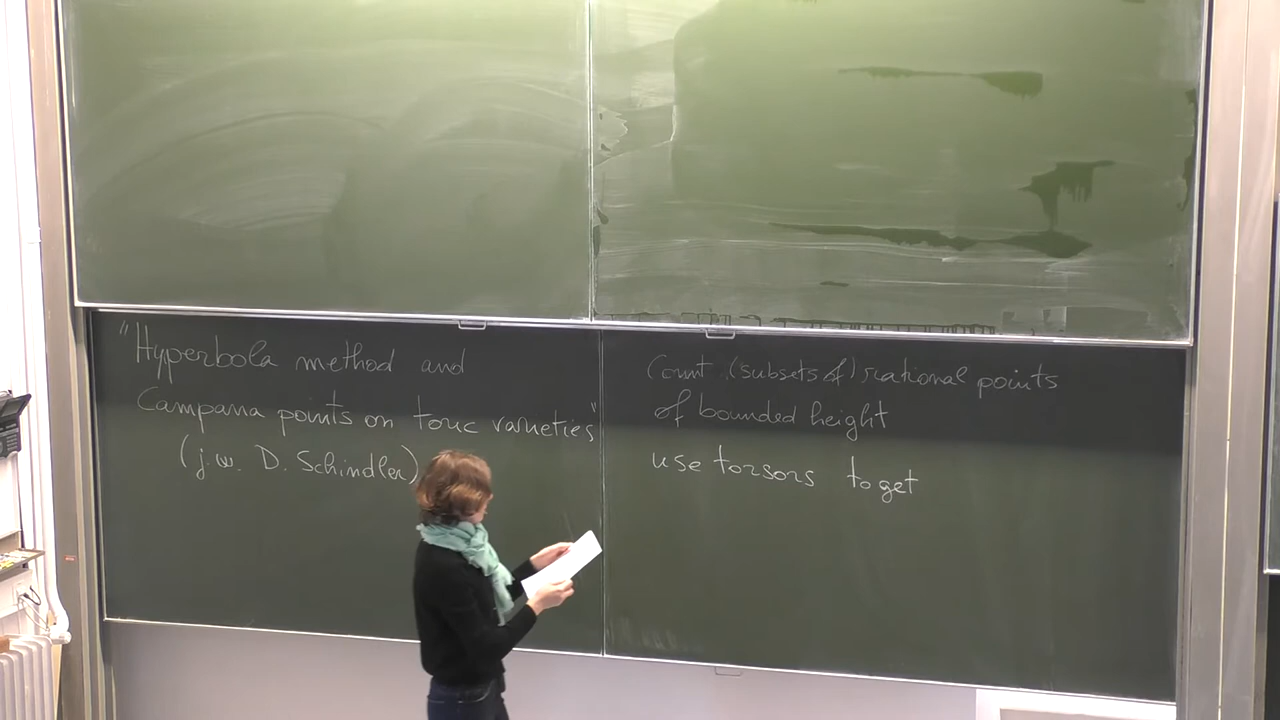 "Hyperbola method and
Campana points on toric varieties"
(j.w. D. Schindler)
Count (subsets of) rational points
of bounded height
use torsors to get